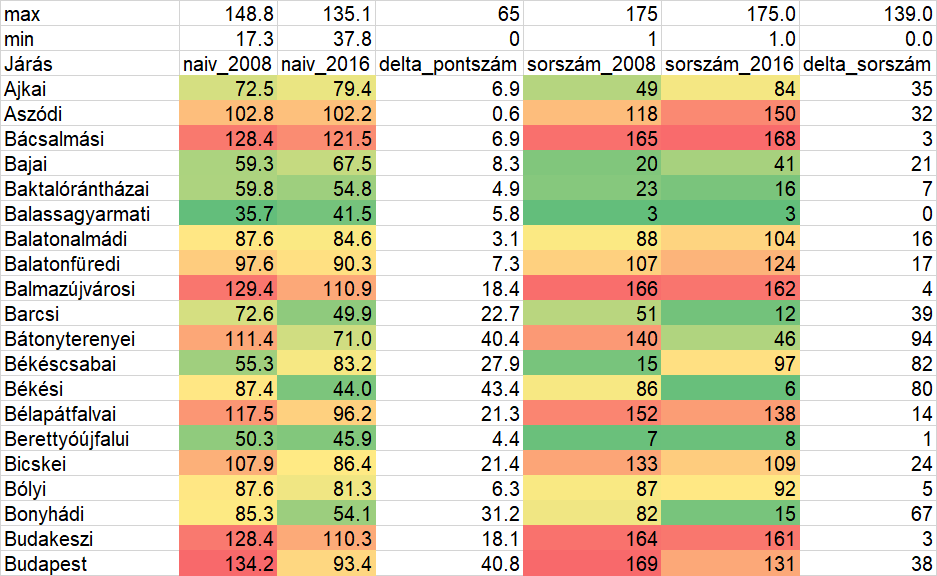 max 148.8 135.1 65 175 175.0 139.0
min 17.3 37.8 0 1 1.0 0.0
Járás naiv_2008 naiv_2016 delta_pontszám sorszám_2008 sorszám_2016 delta_sorszám
Ajkai 72.5 79.4 6.9 49 84 35
Aszódi 102.8 102.2 0.6 118 150 32
Bácsalmási 128.4 121.5 6.9 165 168 3
Bajai 59.3 67.5 8.3 20 41 21
Baktalórántházai 59.8 54.8 4.9 23 16 7
Balassagyarmati 35.7 41.5 5.8 3 3 0
Balatonalmádi 87.6 84.6 3.1 88 104 16
Balatonfüredi 97.6 90.3 7.3 107 124 17
Balmazújvárosi 129.4 110.9 18.4 166 162 4
Barcsi 72.6 49.9 22.7 51 12 39
Bátonyterenyei 111.4 71.0 40.4 140 46 94
Békéscsabai 55.3 83.2 27.9 15 97 82
Békési 87.4 44.0 43.4 86 6 80
Bélapátfalvai 117.5 96.2 21.3 152 138 14
Berettyóújfalui 50.3 45.9 4.4 7 8 1
Bicskei 107.9 86.4 21.4 133 109 24
Bólyi 87.6 81.3 6.3 87 92 5
Bonyhádi 85.3 54.1 31.2 82 15 67
Budakeszi 128.4 110.3 18.1 164 161 3
Budapest 134.2 93.4 40.8 169 131 38